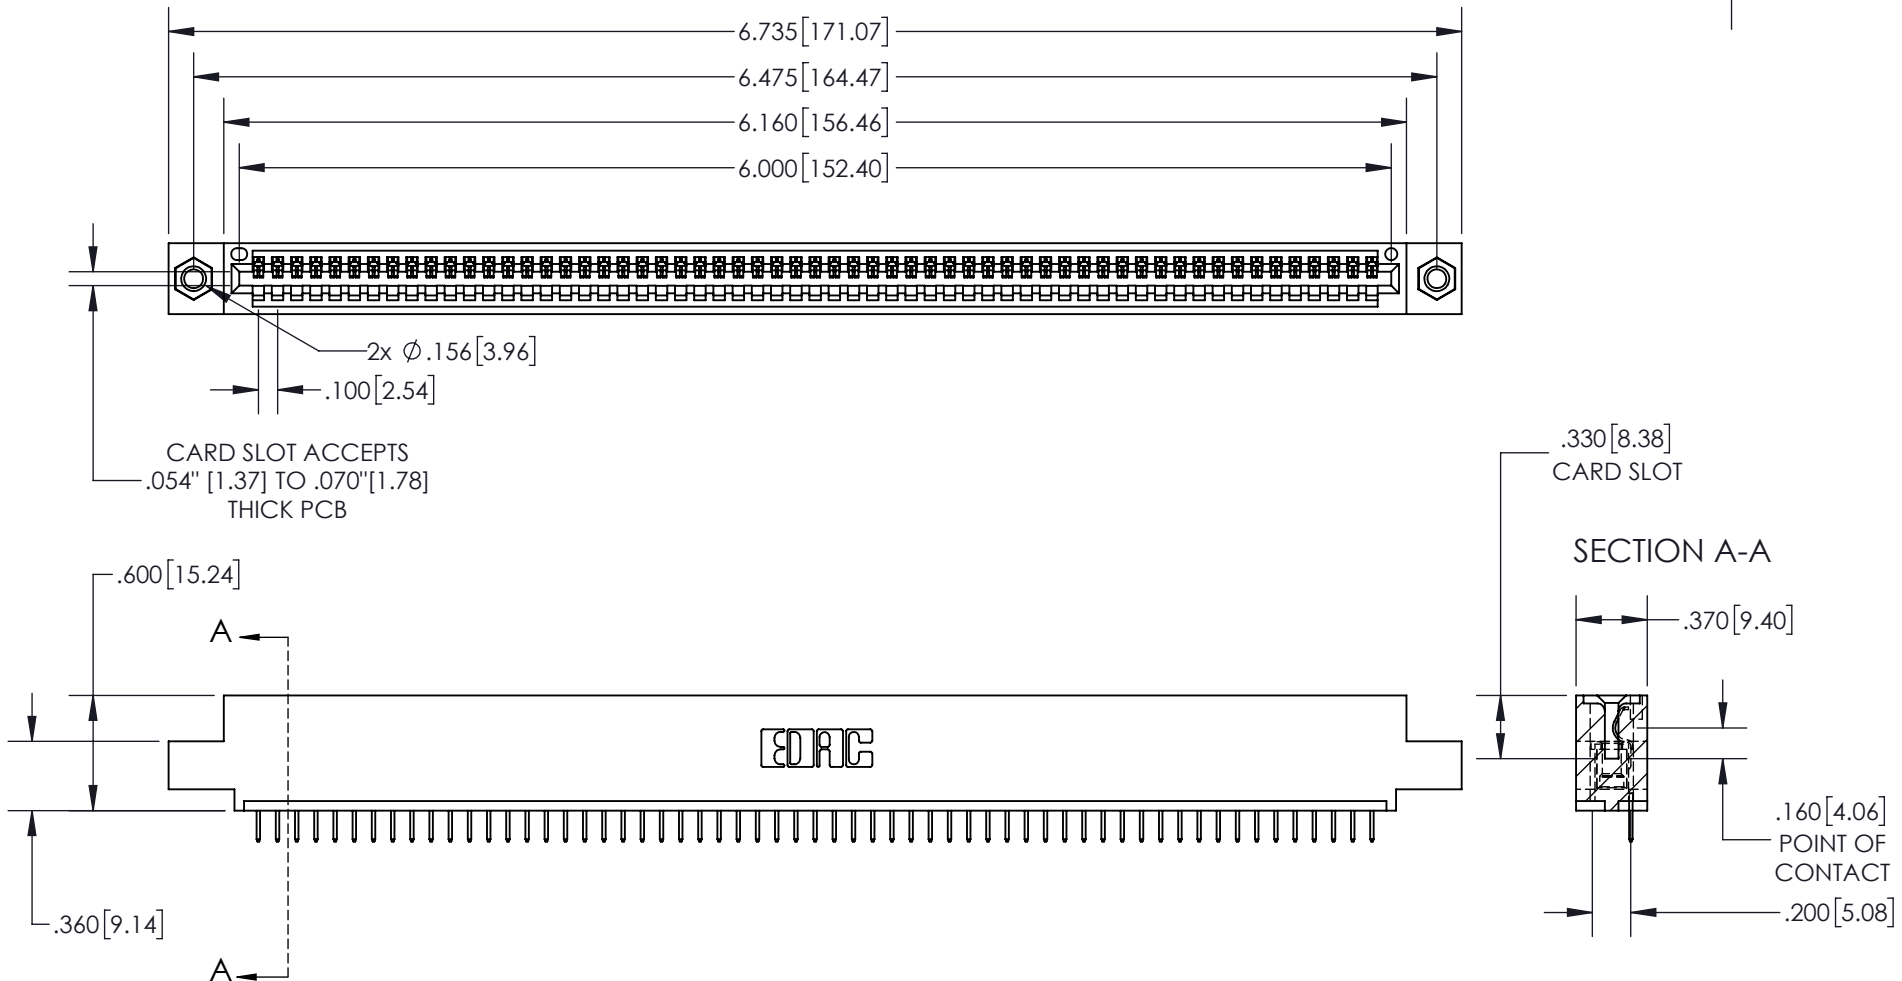 6.735[171.07]
6.475[164.47]
6.160[156.46]
6.000[152.40]
2x ∅.156[3.96]
.100[2.54]
CARD SLOT ACCEPTS
.054" [1.37] TO .070"[1.78]
THICK PCB
.330[8.38]
CARD SLOT
SECTION A-A
.600[15.24]
.370[9.40]
A
EDAC
.160[4.06]
POINT OF
CONTACT
.200[5.08]
.360[9.14]
A